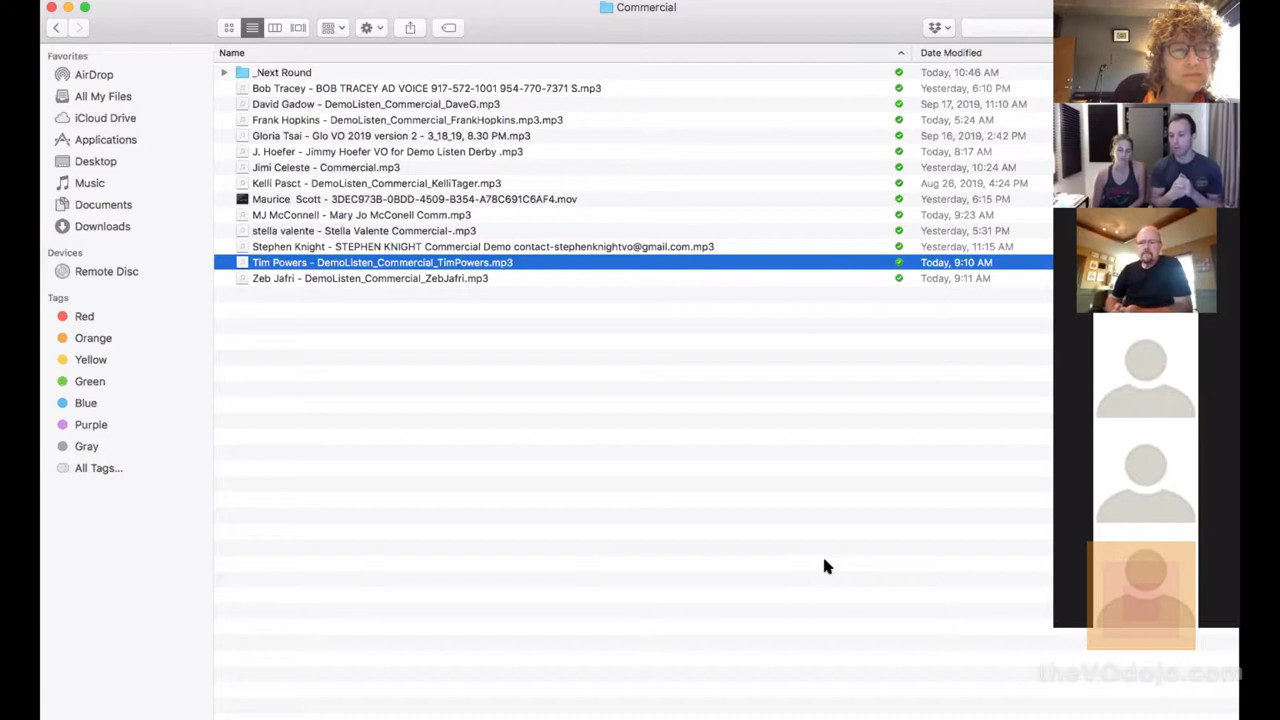 Commercial
Favorites
AirDrop
All My Files
iCloud Drive
Applications
Desktop
Music
Documents
Downloads
Devices
Remote Disc
Tags
Red
Orange
Yellow
Green
Blue
Purple
Gray
All Tags...
Name Date Modified
_Next Round Today, 10:46 AM
Bob Tracey - BOB TRACEY AD VOICE 917-572-1001 954-770-7371 S.mp3 Yesterday, 6:10 PM
David Gadow - DemoListen_Commercial_DaveG.mp3 Sep 17, 2019, 11:10 AM
Frank Hopkins - DemoListen_Commercial_FrankHopkins.mp3.mp3 Today, 5:24 AM
Gloria Tsai - Glo VO 2019 version 2 - 3_18_19, 8.30 PM.mp3 Sep 16, 2019, 2:42 PM
J. Hoefer - Jimmy Hoefer VO for Demo Listen Derby .mp3 Today, 8:17 AM
Jimi Celeste - Commercial.mp3 Yesterday, 10:24 AM
Kelli Pasct - DemoListen_Commercial_KelliTager.mp3 Aug 26, 2019, 4:24 PM
Maurice Scott - 3DEC973B-0BDD-4509-B354-A78C691C6AF4.mov Yesterday, 6:15 PM
MJ McConnell - Mary Jo McConell Comm.mp3 Today, 9:23 AM
stella valente - Stella Valente Commercial-.mp3 Yesterday, 5:31 PM
Stephen Knight - STEPHEN KNIGHT Commercial Demo contact-stephenknightvo@gmail.com.mp3 Yesterday, 11:15 AM
Tim Powers - DemoListen_Commercial_TimPowers.mp3 Today, 9:10 AM
Zeb Jafri - DemoListen_Commercial_ZebJafri.mp3 Today, 9:11 AM
theVOdojo.com